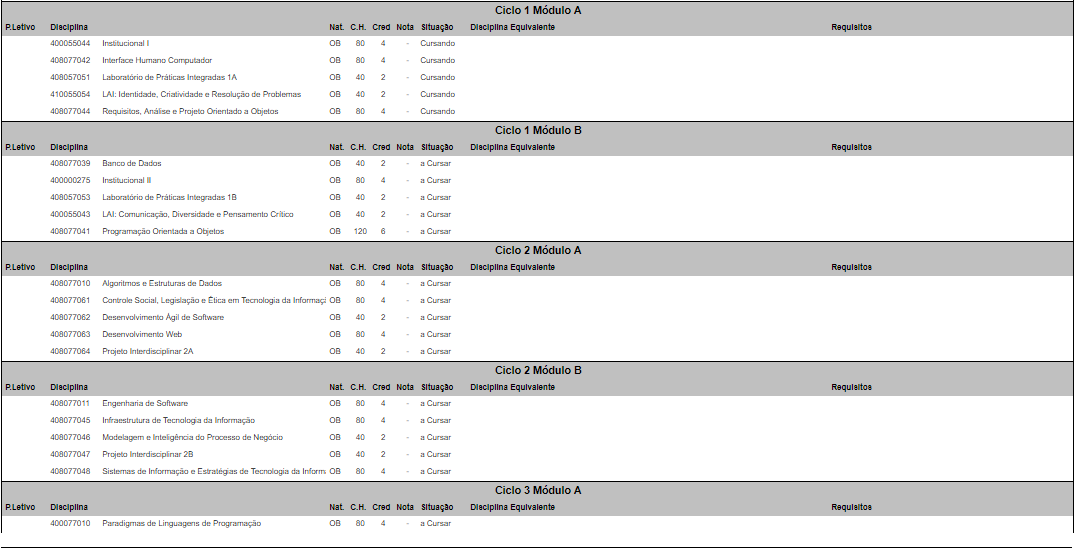 Ciclo 1 Módulo A
P.Letivo Disciplina Nat. C.H. Cred Nota Situação Disciplina Equivalente Requisitos
400055044 Institucional I OB 80 4 - Cursando
408077042 Interface Humano Computador OB 80 4 - Cursando
408057051 Laboratório de Práticas Integradas 1A OB 40 2 - Cursando
410055054 LAI: Identidade, Criatividade e Resolução de Problemas OB 40 2 - Cursando
408077044 Requisitos, Análise e Projeto Orientado a Objetos OB 80 4 - Cursando
Ciclo 1 Módulo B
P.Letivo Disciplina Nat. C.H. Cred Nota Situação Disciplina Equivalente Requisitos
408077039 Banco de Dados OB 40 2 - a Cursar
400000275 Institucional II OB 80 4 - a Cursar
408057053 Laboratório de Práticas Integradas 1B OB 40 2 - a Cursar
400055043 LAI: Comunicação, Diversidade e Pensamento Crítico OB 40 2 - a Cursar
408077041 Programação Orientada a Objetos OB 120 6 - a Cursar
Ciclo 2 Módulo A
P.Letivo Disciplina Nat. C.H. Cred Nota Situação Disciplina Equivalente Requisitos
408077010 Algoritmos e Estruturas de Dados OB 80 4 - a Cursar
408077061 Controle Social, Legislação e Ética em Tecnologia da Informaçã OB 80 4 - a Cursar
408077062 Desenvolvimento Ágil de Software OB 40 2 - a Cursar
408077063 Desenvolvimento Web OB 80 4 - a Cursar
408077064 Projeto Interdisciplinar 2A OB 40 2 - a Cursar
Ciclo 2 Módulo B
P.Letivo Disciplina Nat. C.H. Cred Nota Situação Disciplina Equivalente Requisitos
408077011 Engenharia de Software OB 80 4 - a Cursar
408077045 Infraestrutura de Tecnologia da Informação OB 80 4 - a Cursar
408077046 Modelagem e Inteligência do Processo de Negócio OB 40 2 - a Cursar
408077047 Projeto Interdisciplinar 2B OB 40 2 - a Cursar
408077048 Sistemas de Informação e Estratégias de Tecnologia da Inform OB 80 4 - a Cursar
Ciclo 3 Módulo A
P.Letivo Disciplina Nat. C.H. Cred Nota Situação Disciplina Equivalente Requisitos
400077010 Paradigmas de Linguagens de Programação OB 80 4 - a Cursar